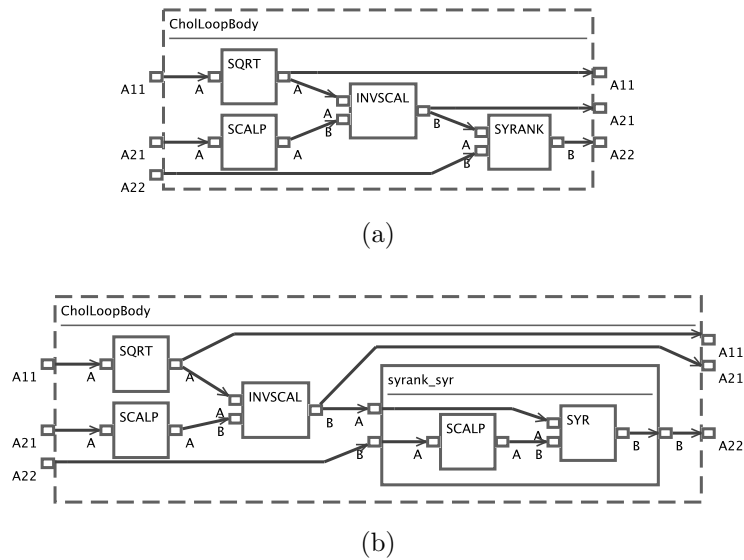 CholLoopBody
SQRT
A11
A
A
A11
INVSCAL
A21
A
B
B
SCALP
A21
A
A
SYRANK
A
B
B
A22
A22
(a)
CholLoopBody
SQRT
A11
A
A
A11
A21
syrank_syr
INVSCAL
A
B
B
A
SCALP
A21
A
A
SCALP
A
A
SYR
A
B
B
B
A22
A22
B
(b)